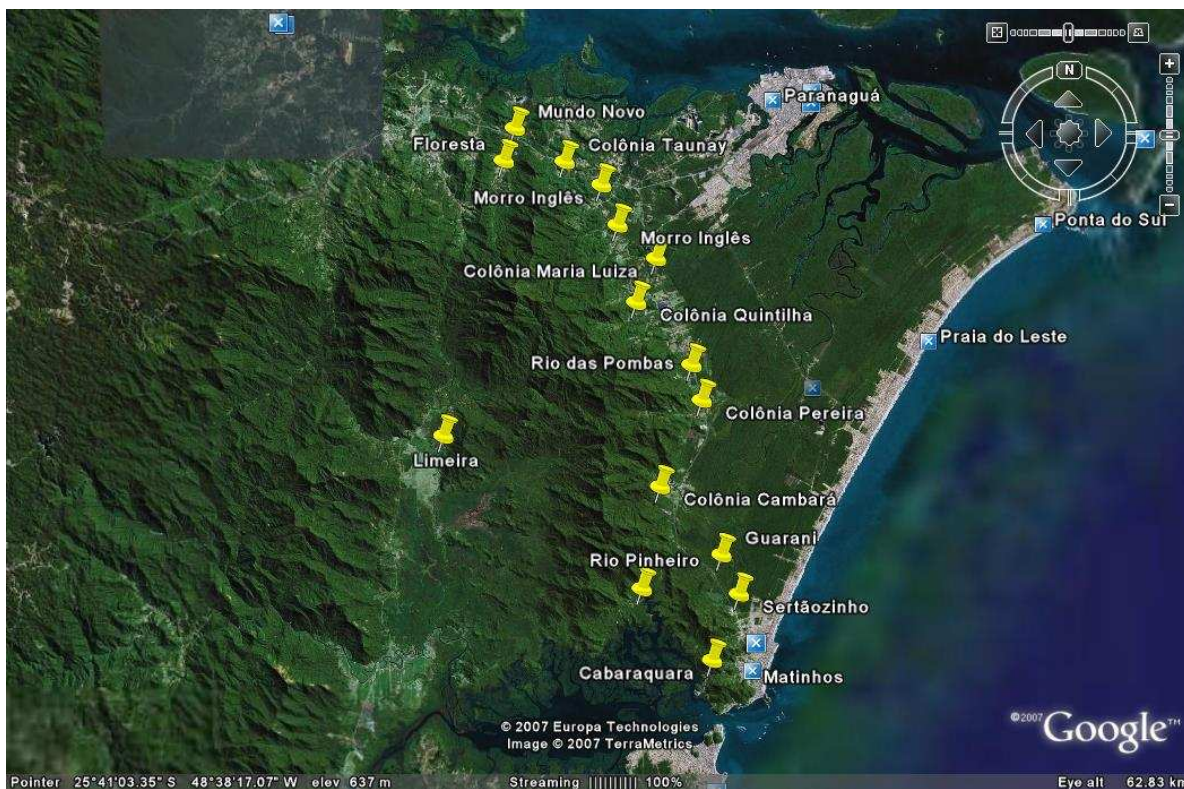 N
Mundo Novo
Paranaguá
Floresta
Colônia Taunay
Morro Inglês
Ponta do Sul
Morro Inglês
Colônia Maria Luiza
Colônia Quintilha
Praia do Leste
Rio das Pombas
Colônia Pereira
Limeira
Colônia Cambará
Guarani
Rio Pinheiro
Sertãozinho
Cabaraquara
Matinhos
© 2007 Europa Technologies
Image © 2007 TerraMetrics
©2007 Google™
Pointer 25°41'03.35" S 48°38'17.07" W elev 637 m Streaming |||||||||| 100% Eye alt 62.83 km